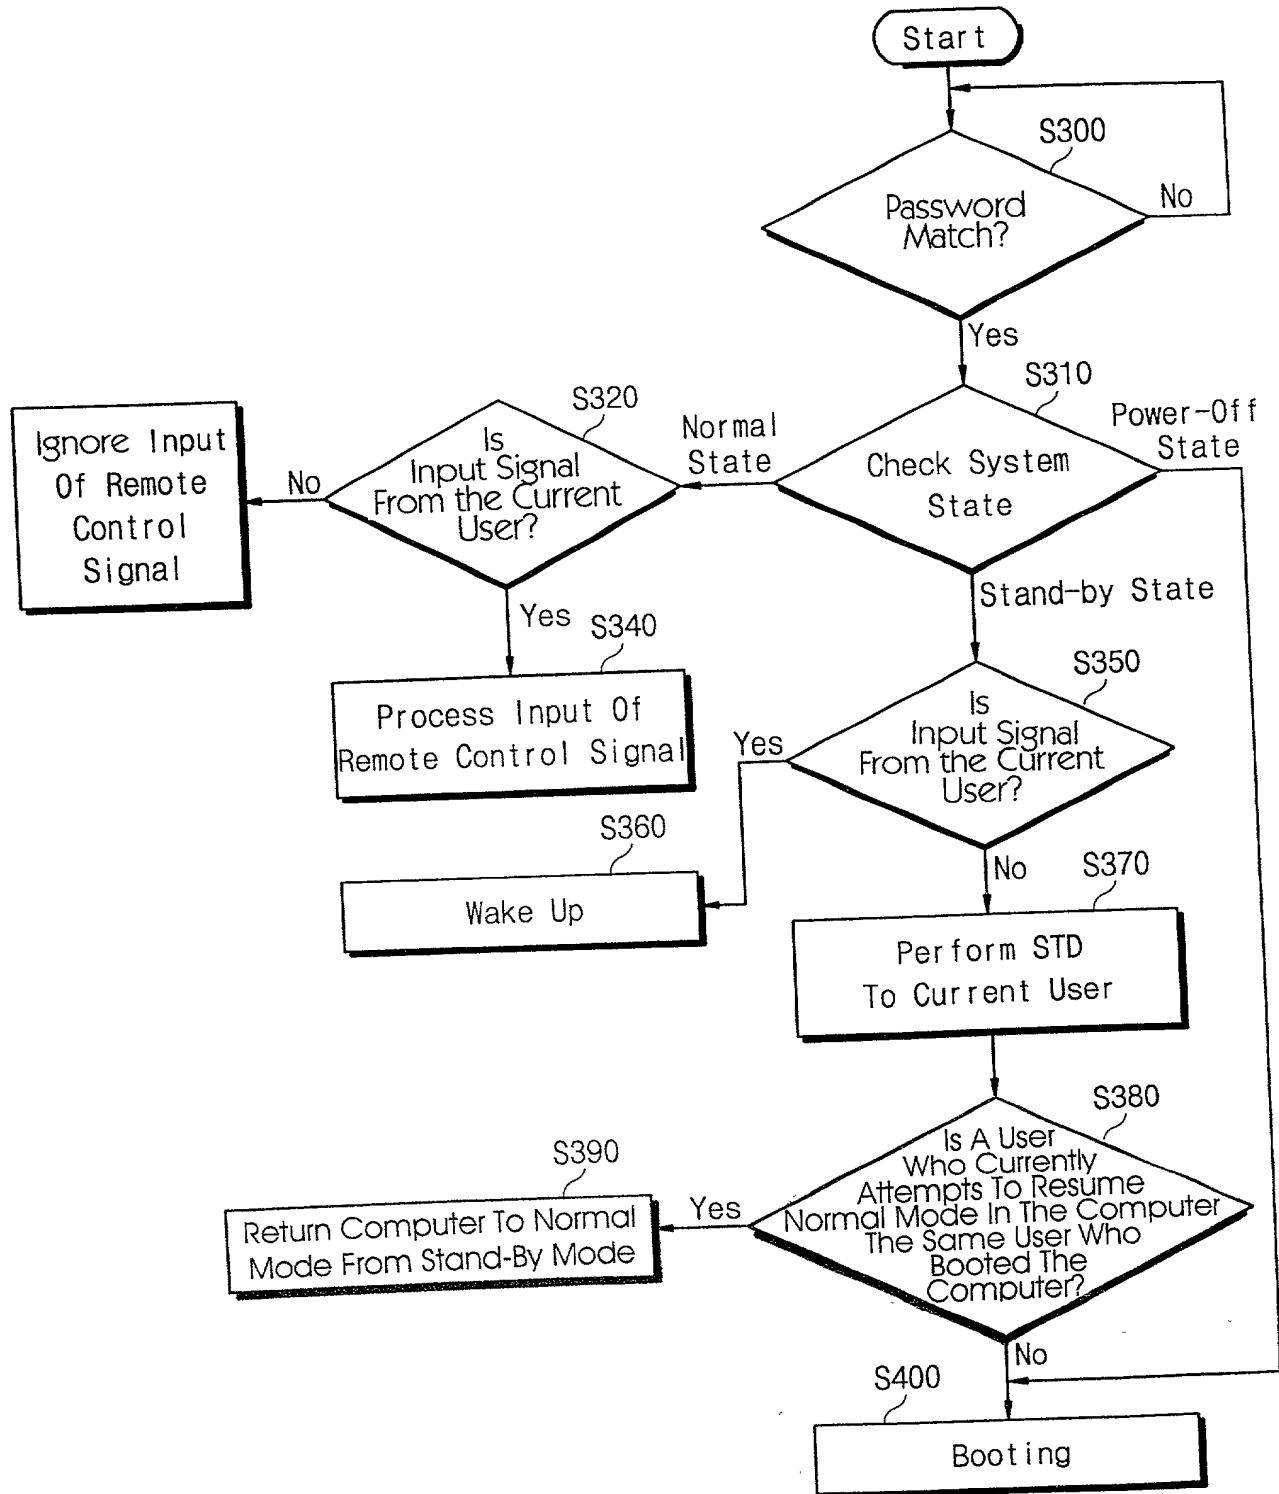 Start
S300
Password
Match?
No
Yes
S310
Check System
State
Power-Off
State
Normal
State
S320
Is
Input Signal
From the Current
User?
No
Ignore Input
Of Remote
Control
Signal
Yes
S340
Process Input Of
Remote Control Signal
Stand-by State
S350
Is
Input Signal
From the Current
User?
Yes
S360
Wake Up
No
S370
Perform STD
To Current User
S380
Is A User
Who Currently
Attempts To Resume
Normal Mode In The Computer
The Same User Who
Booted The
Computer?
Yes
S390
Return Computer To Normal
Mode From Stand-By Mode
No
S400
Booting